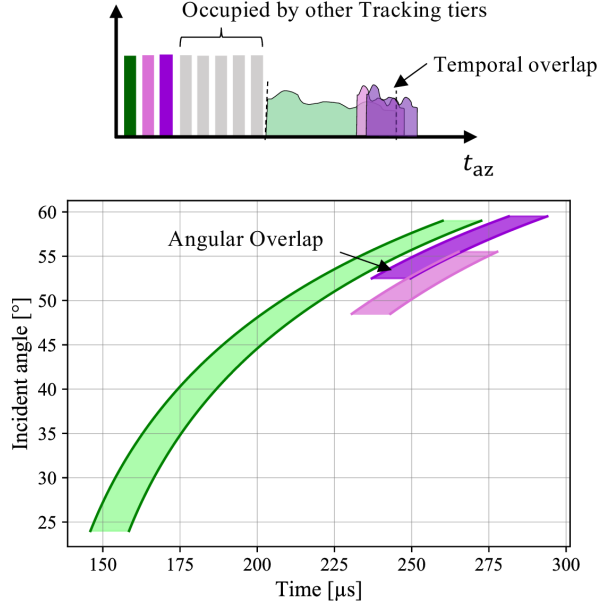 Occupied by other Tracking tiers
Temporal overlap
t_az
Angular Overlap
Incident angle [°]
60
55
50
45
40
35
30
25
150 175 200 225 250 275 300
Time [µs]